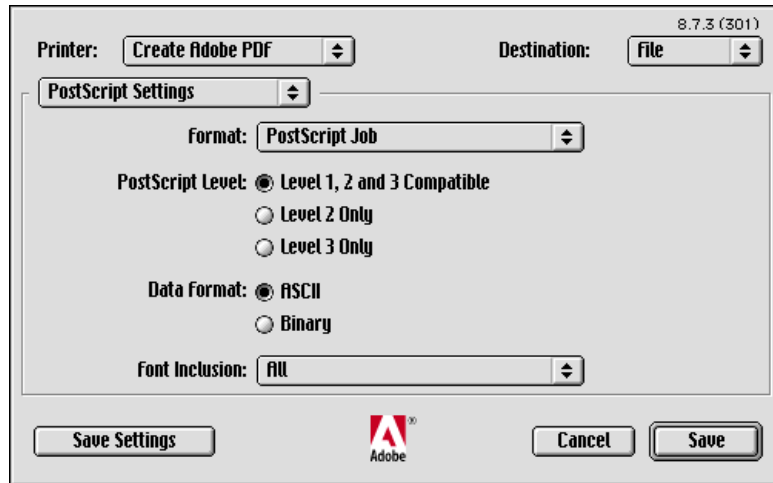 8.7.3 (301)
Printer: Create Adobe PDF Destination: File
PostScript Settings
Format: PostScript Job
PostScript Level: Level 1, 2 and 3 Compatible
Level 2 Only
Level 3 Only
Data Format: ASCII
Binary
Font Inclusion: All
Save Settings Adobe® Cancel Save